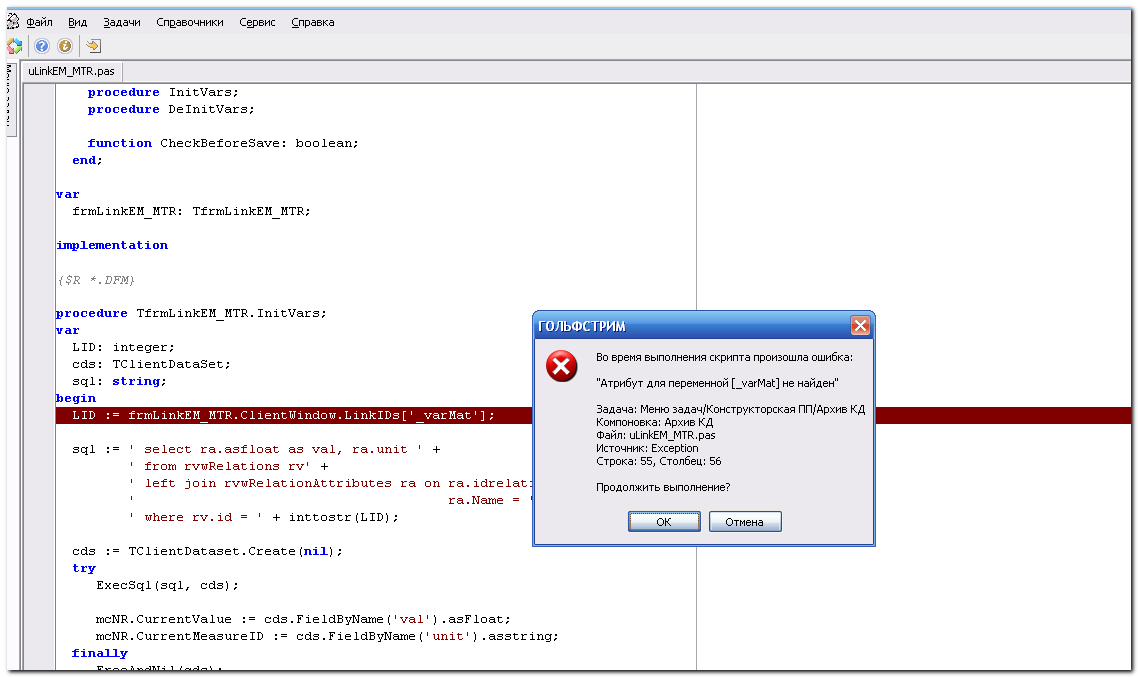 Файл Вид Задачи Справочники Сервис Справка
uLinkEM_MTR.pas
procedure InitVars;
procedure DeInitVars;
function CheckBeforeSave: boolean;
end;
var
frmLinkEM_MTR: TfrmLinkEM_MTR;
implementation
{$R *.DFM}
procedure TfrmLinkEM_MTR.InitVars;
var
LID: integer;
cds: TClientDataSet;
sql: string;
begin
LID := frmLinkEM_MTR.ClientWindow.LinkIDs['_varMat'];
sql := ' select ra.asfloat as val, ra.unit ' +
' from rvwRelations rv' +
' left join rvwRelationAttributes ra on ra.idrelati
' ra.Name = '
' where rv.id = ' + inttostr(LID);
cds := TClientDataset.Create(nil);
try
ExecSql(sql, cds);
mcNR.CurrentValue := cds.FieldByName('val').asFloat;
mcNR.CurrentMeasureID := cds.FieldByName('unit').asstring;
finally
FreeAndNil(cds);
ГОЛЬФСТРИМ
Во время выполнения скрипта произошла ошибка:
"Атрибут для переменной [_varMat] не найден"
Задача: Меню задач/Конструкторская ПП/Архив КД
Компоновка: Архив КД
Файл: uLinkEM_MTR.pas
Источник: Exception
Строка: 55, Столбец: 56
Продолжить выполнение?
OK Отмена